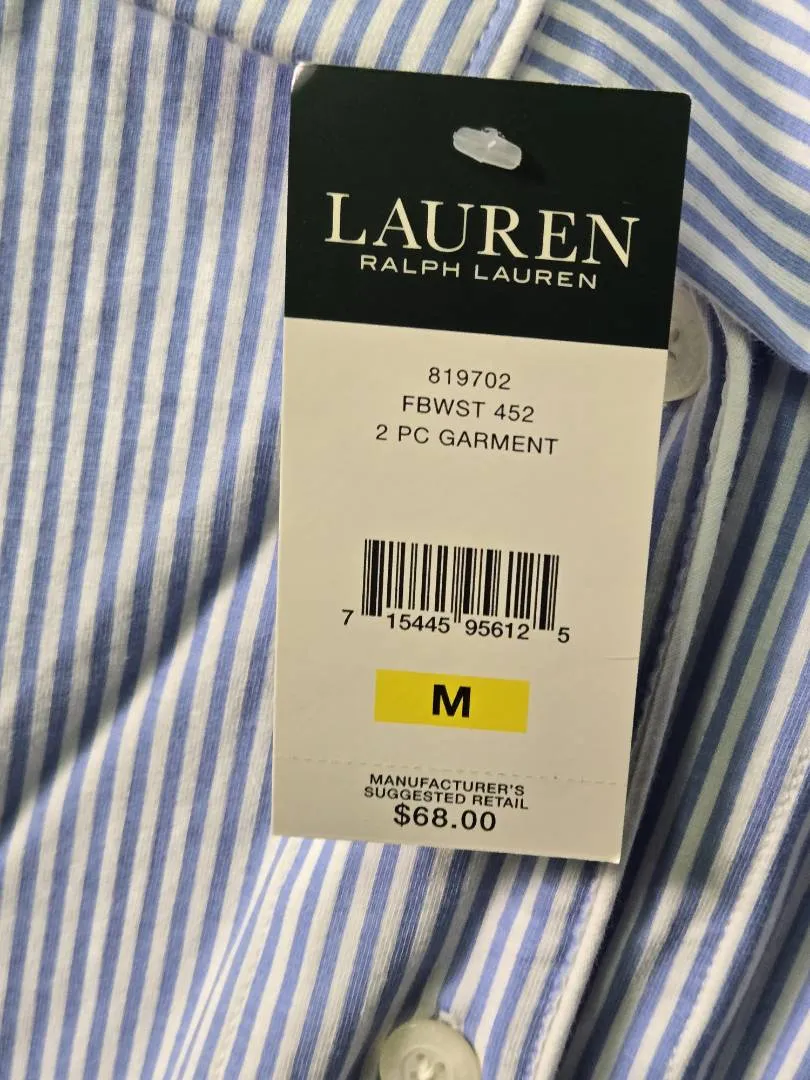 LAUREN
RALPH LAUREN
819702
FBWST 452
2 PC GARMENT
7 15445 95612 5
M
MANUFACTURER'S
SUGGESTED RETAIL
$68.00